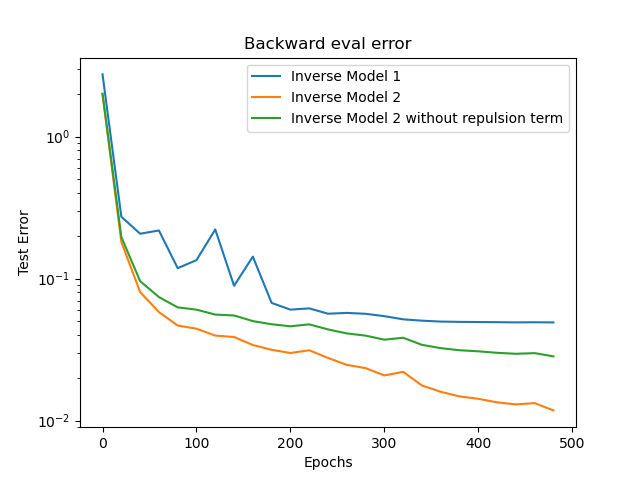 Backward eval error
Inverse Model 1
Inverse Model 2
Inverse Model 2 without repulsion term
Test Error
10⁰
10⁻¹
10⁻²
0 100 200 300 400 500
Epochs